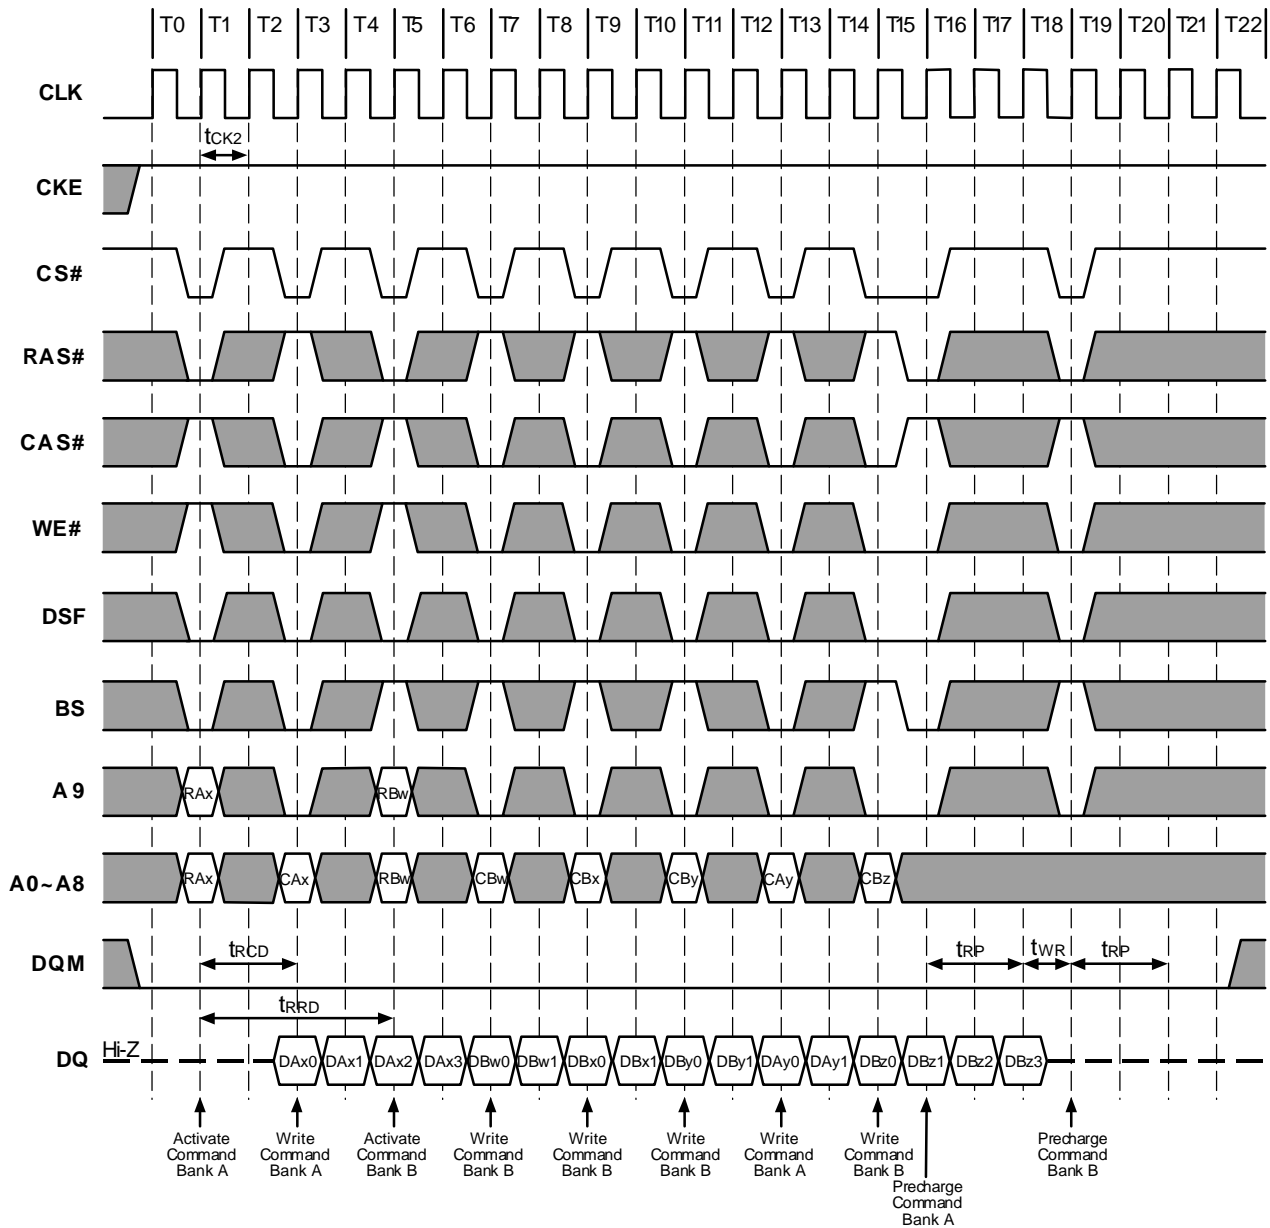 T0 T1 T2 T3 T4 T5 T6 T7 T8 T9 T10 T11 T12 T13 T14 T15 T16 T17 T18 T19 T20 T21 T22
CLK
tCK2
CKE
CS#
RAS#
CAS#
WE#
DSF
BS
A9
RAx RBw
A0~A8
RAx CAx RBw CBw CBx CBy CAy CBz
DQM
tRCD tRP tWR tRP
tRRD
DQ
Hi-Z
DAx0 DAx1 DAx2 DAx3 DBw0 DBw1 DBx0 DBx1 DBy0 DBy1 DAy0 DAy1 DBz0 DBz1 DBz2 DBz3
Activate
Command
Bank A
Write
Command
Bank A
Activate
Command
Bank B
Write
Command
Bank B
Write
Command
Bank B
Write
Command
Bank B
Write
Command
Bank A
Write
Command
Bank B
Precharge
Command
Bank A
Precharge
Command
Bank B